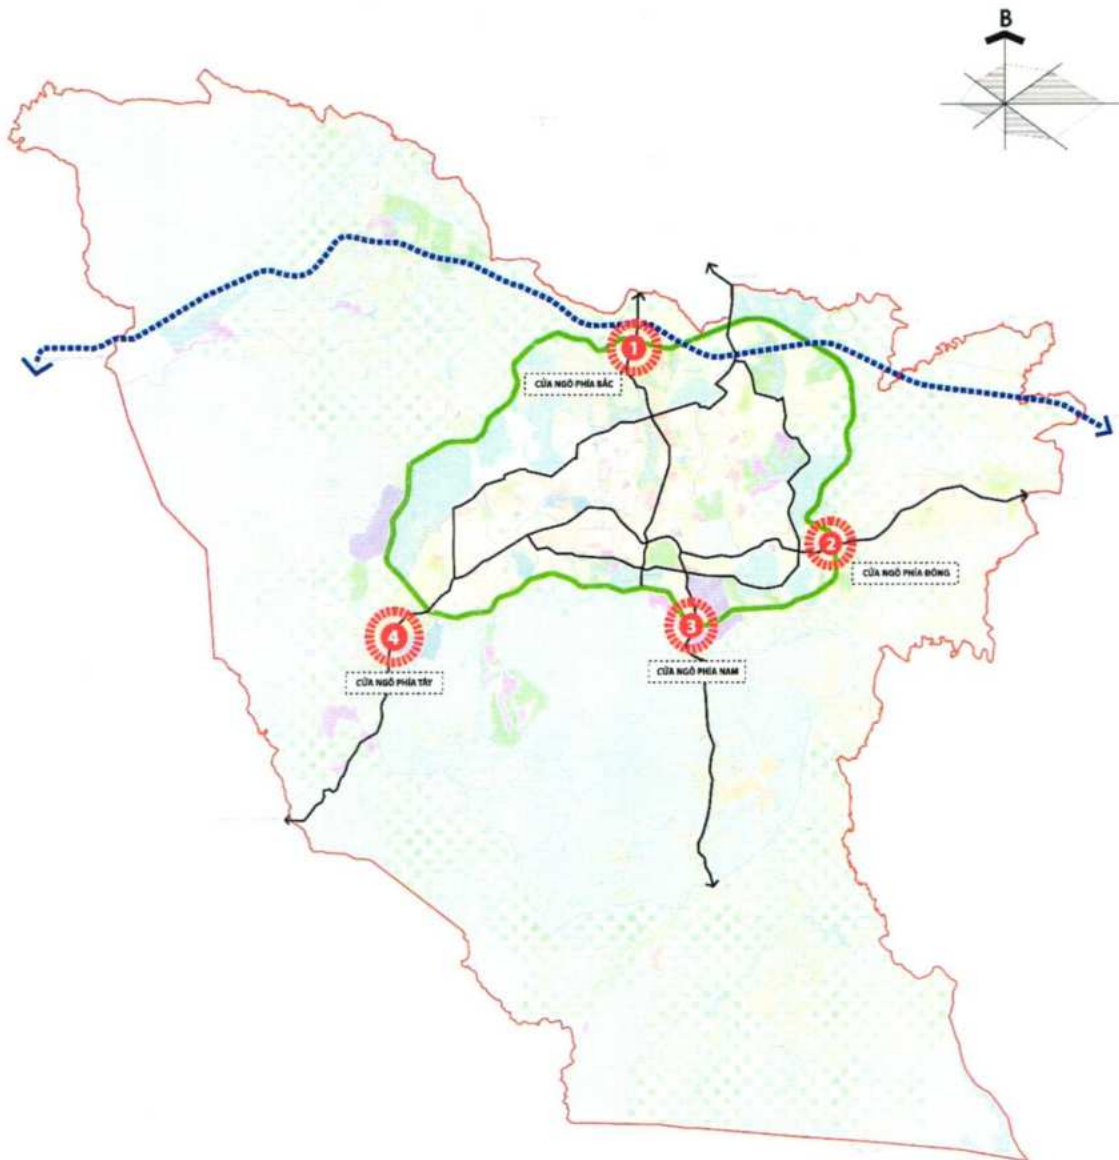 B
1
CỬA NGÕ PHÍA BẮC
2
CỬA NGÕ PHÍA ĐÔNG
3
CỬA NGÕ PHÍA NAM
4
CỬA NGÕ PHÍA TÂY